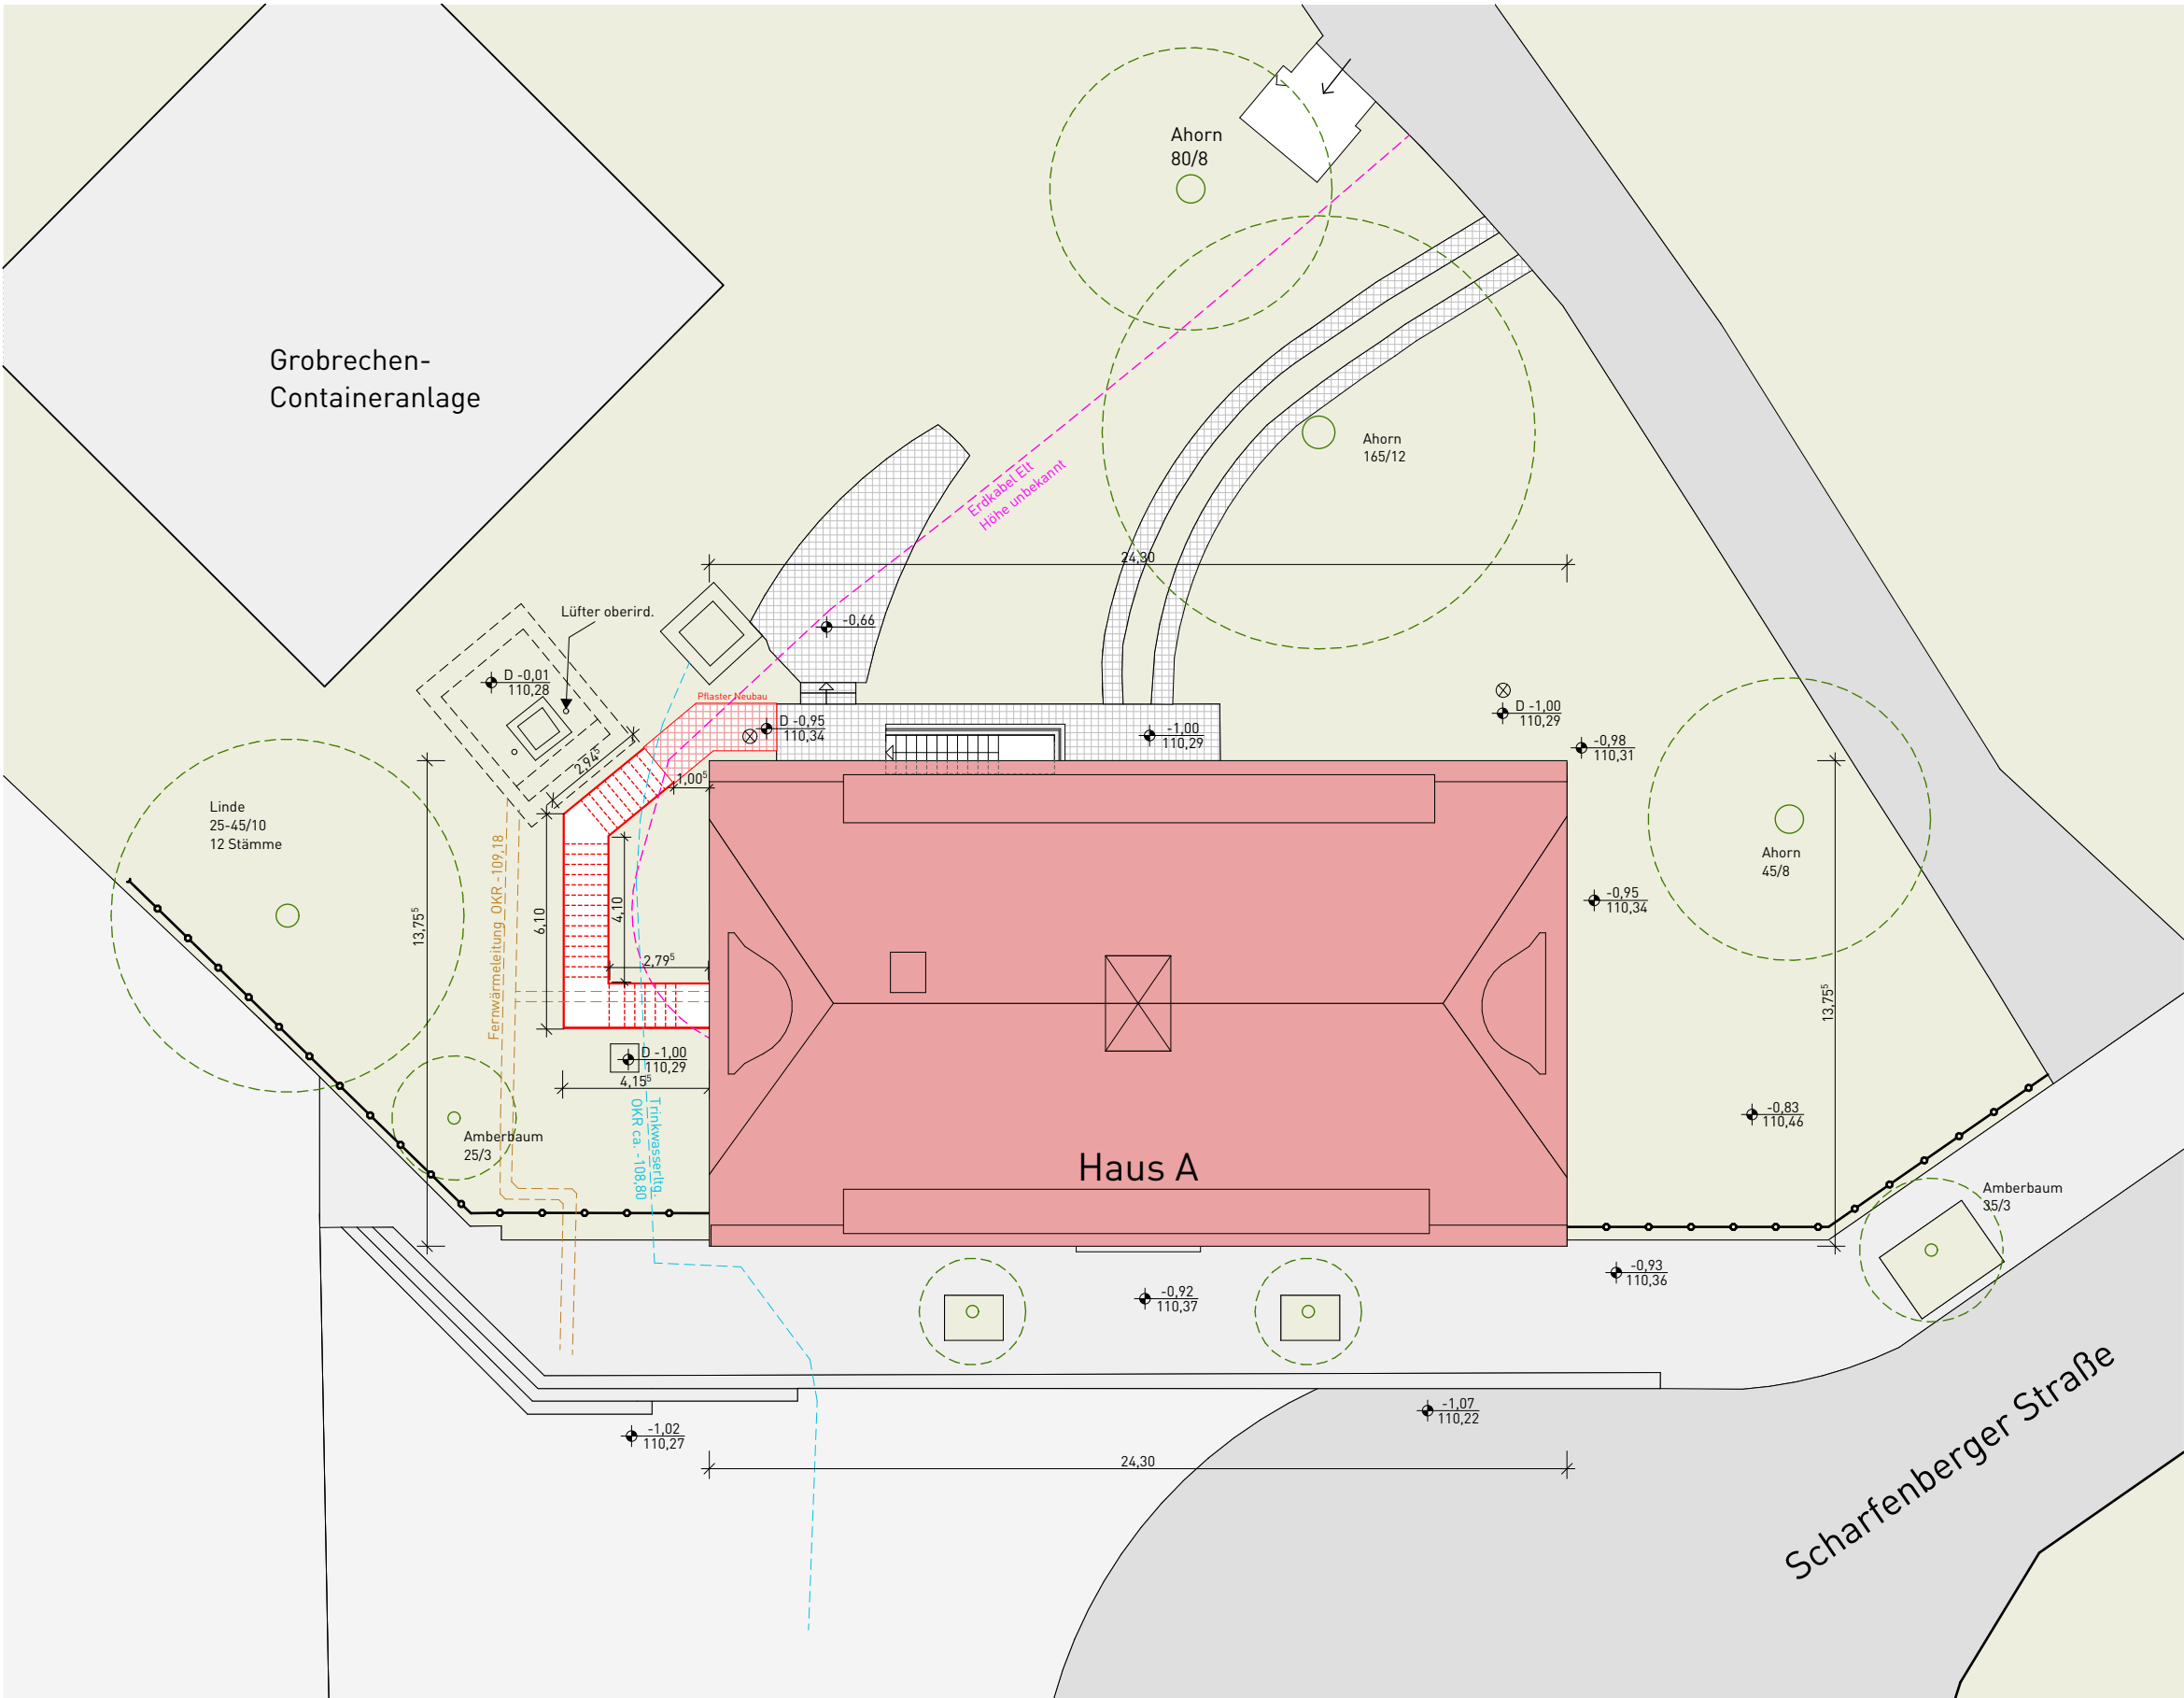 Ahorn
80/8
Grobrechen-
Containeranlage
Ahorn
165/12
Erdkabel Elt
Höhe unbekannt
24,30
Lüfter oberird.
-0,66
D -0,01
110,28
Pflaster Neubau
D -0,95
110,34
-1,00
110,29
D -1,00
110,29
-0,98
110,31
2,94⁵
1,00⁵
Linde
25-45/10
12 Stämme
Ahorn
45/8
Fernwärmeleitung OKR -109,18
13,75⁵
6,10
4,10
-0,95
110,34
2,79⁵
13,75⁵
D -1,00
110,29
4,15⁵
Trinkwasserltg.
OKR ca. -108,80
Amberbaum
25/3
-0,83
110,46
Haus A
Amberbaum
35/3
-0,93
110,36
-0,92
110,37
-1,07
110,22
-1,02
110,27
24,30
Scharfenberger Straße